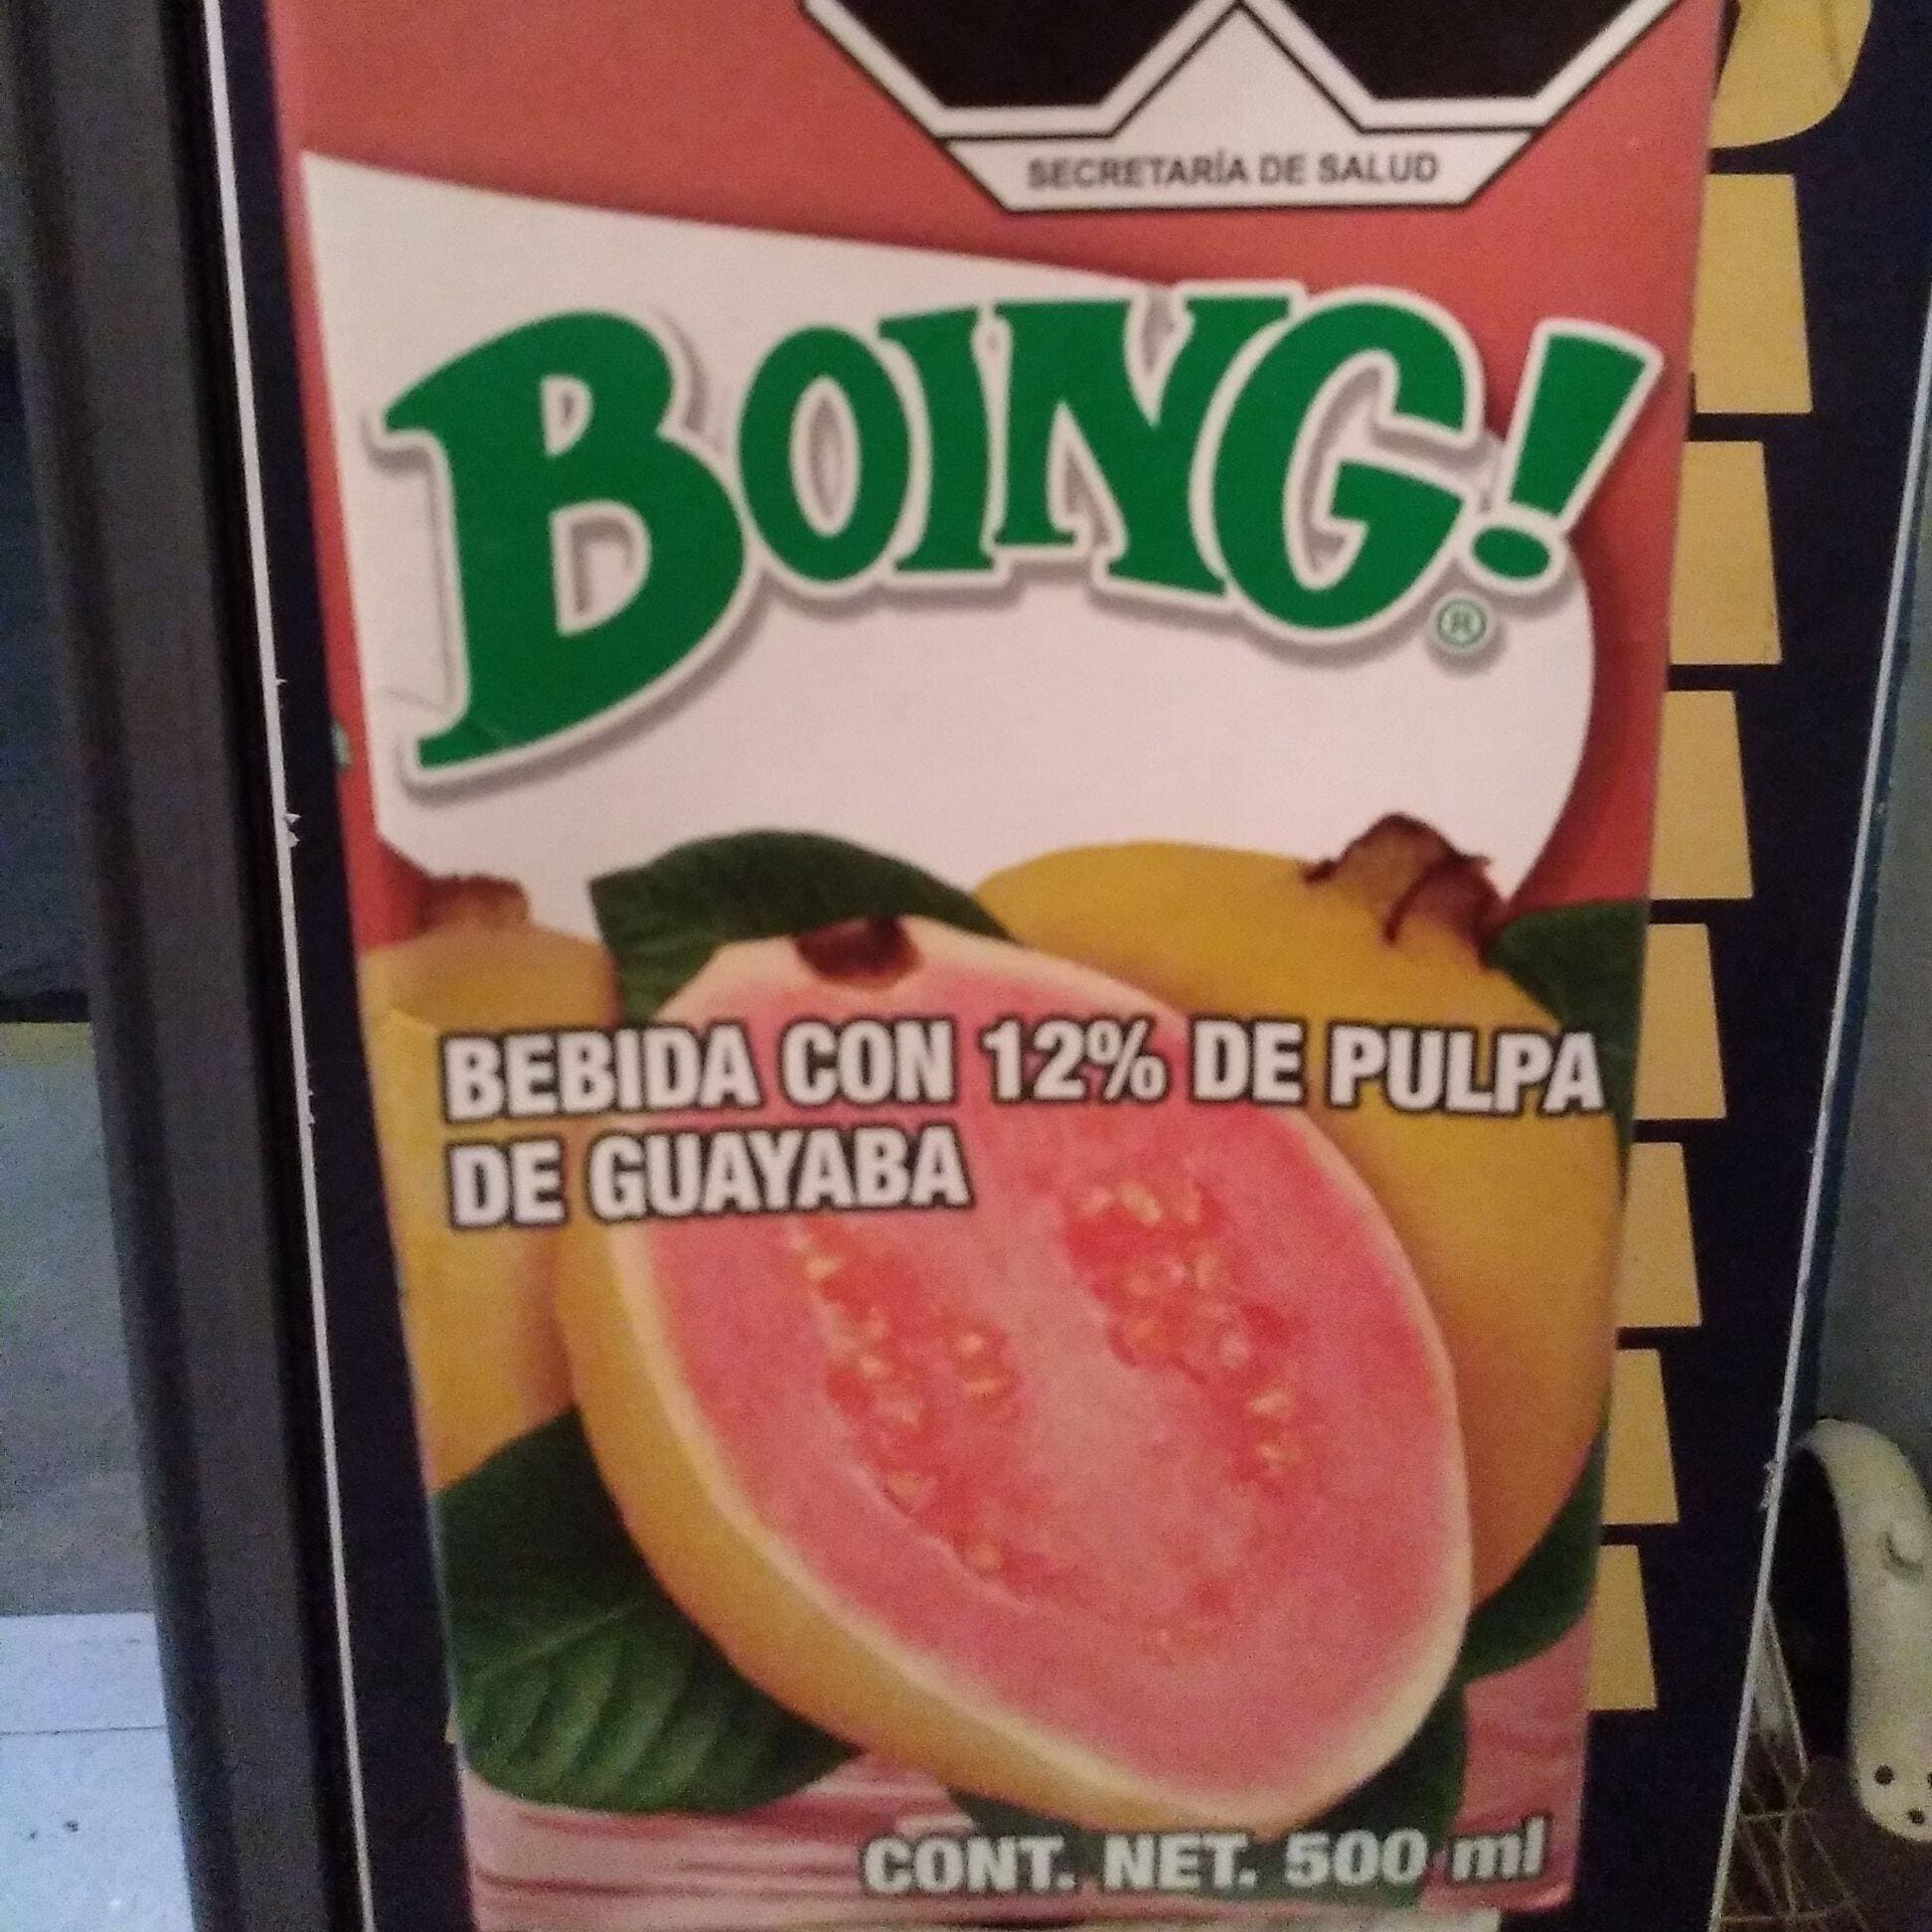 SECRETARÍA DE SALUD
BOING!®
BEBIDA CON 12% DE PULPA
DE GUAYABA
CONT. NET. 500 ml